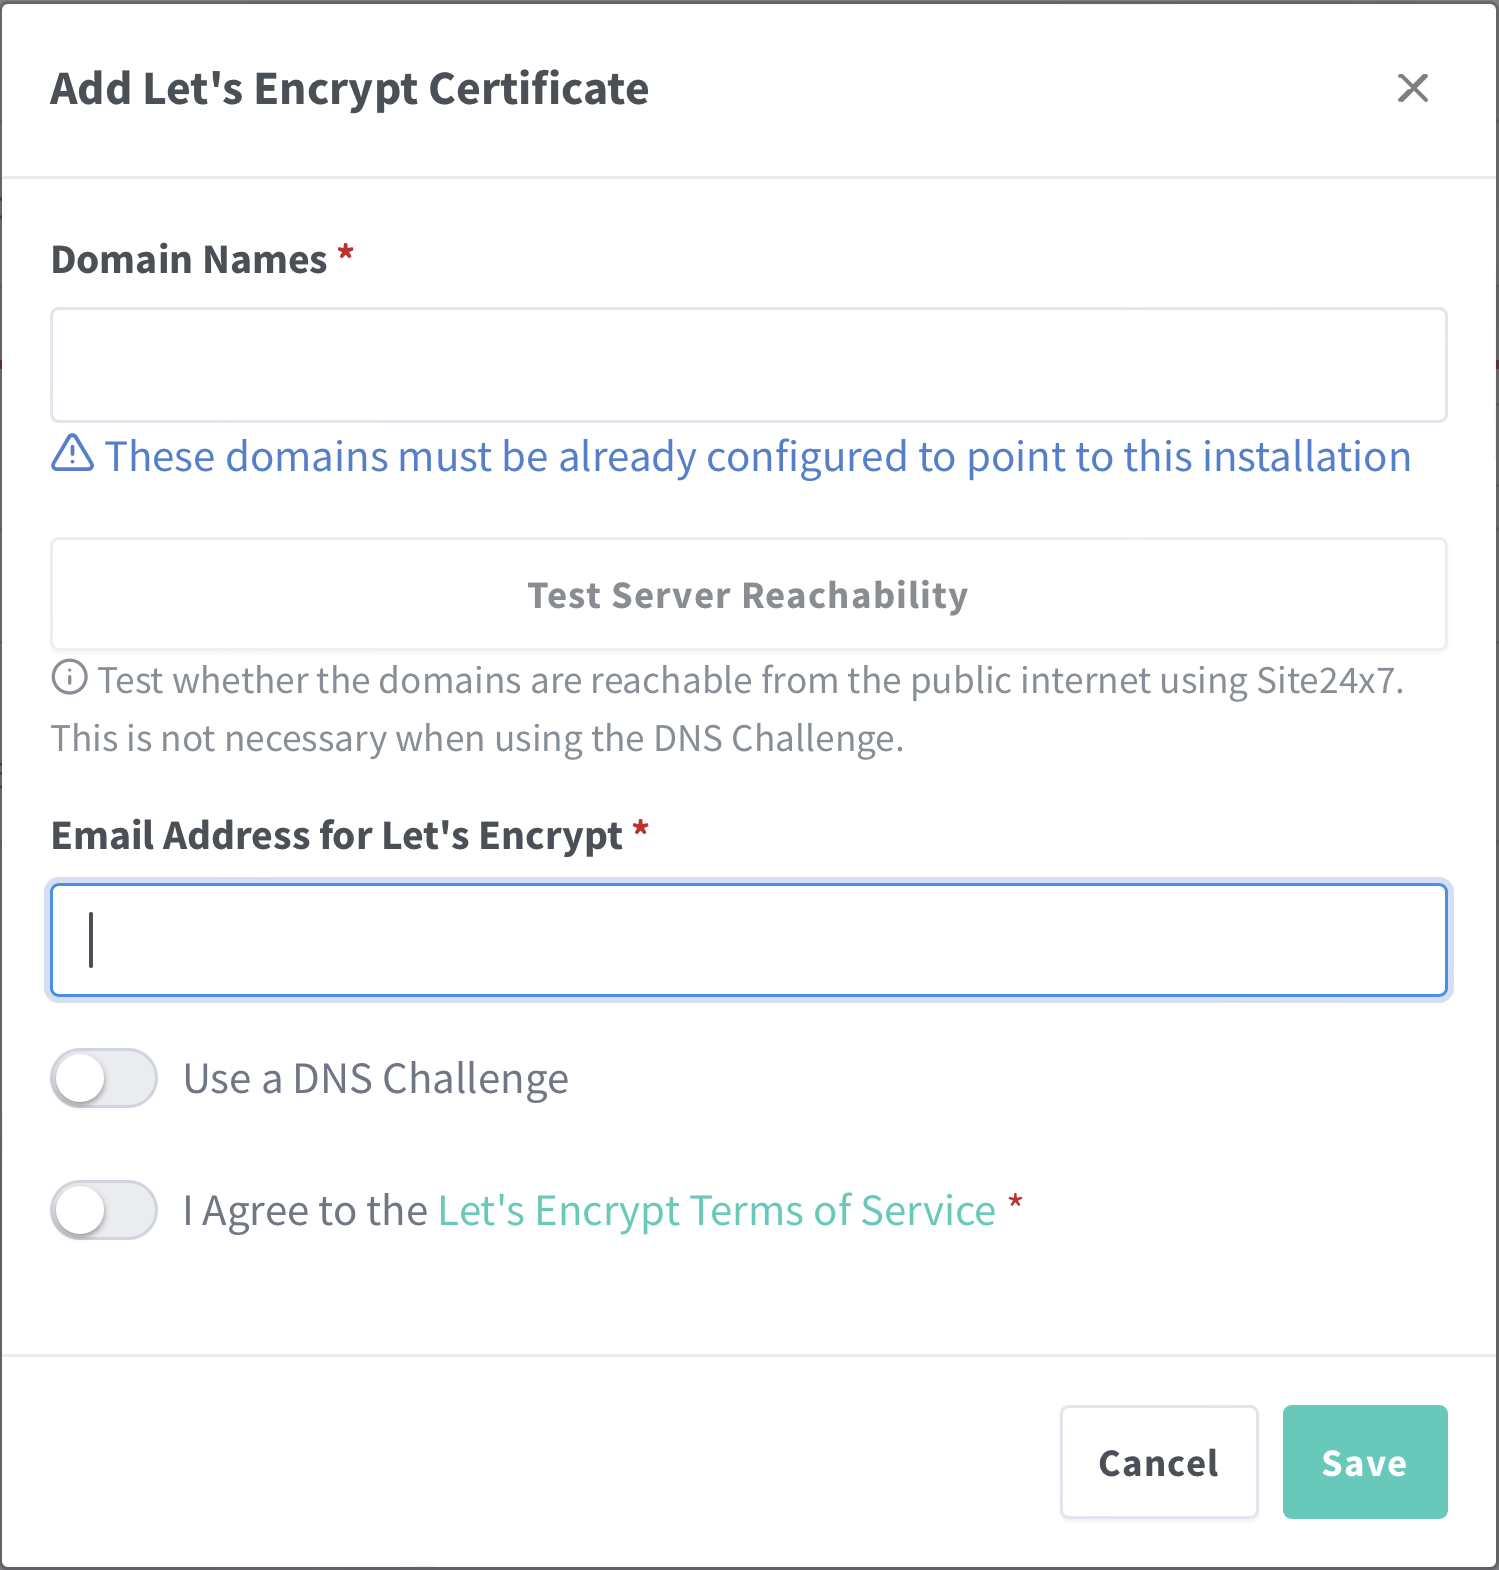 Add Let's Encrypt Certificate
Domain Names *
These domains must be already configured to point to this installation
Test Server Reachability
Test whether the domains are reachable from the public internet using Site24x7.
This is not necessary when using the DNS Challenge.
Email Address for Let's Encrypt *
Use a DNS Challenge
I Agree to the Let's Encrypt Terms of Service *
Cancel
Save